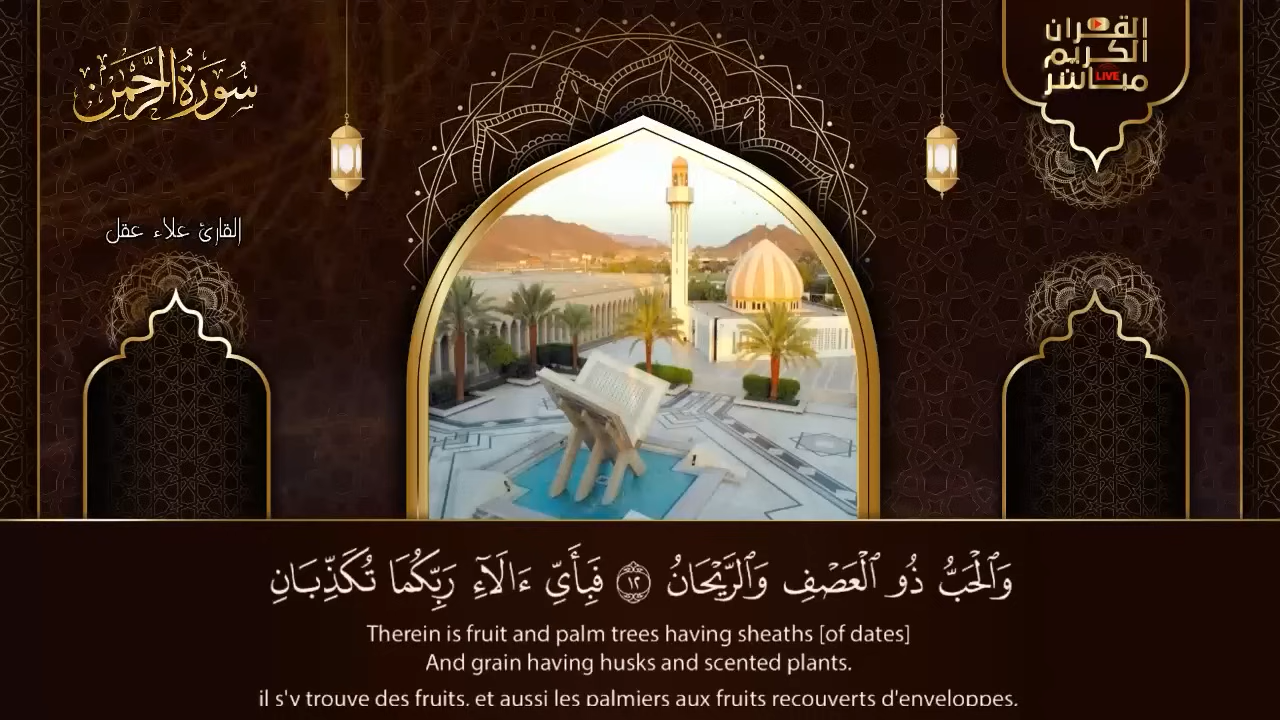 سُورَةُ الرَّحْمَٰن
القرآن
الكريم
مباشر
LIVE
القارئ علاء عقل
وَٱلْحَبُّ ذُو ٱلْعَصْفِ وَٱلرَّيْحَانُ ١٢ فَبِأَيِّ ءَالَآءِ رَبِّكُمَا تُكَذِّبَانِ
Therein is fruit and palm trees having sheaths [of dates]
And grain having husks and scented plants.
il s'y trouve des fruits, et aussi les palmiers aux fruits recouverts d'enveloppes,